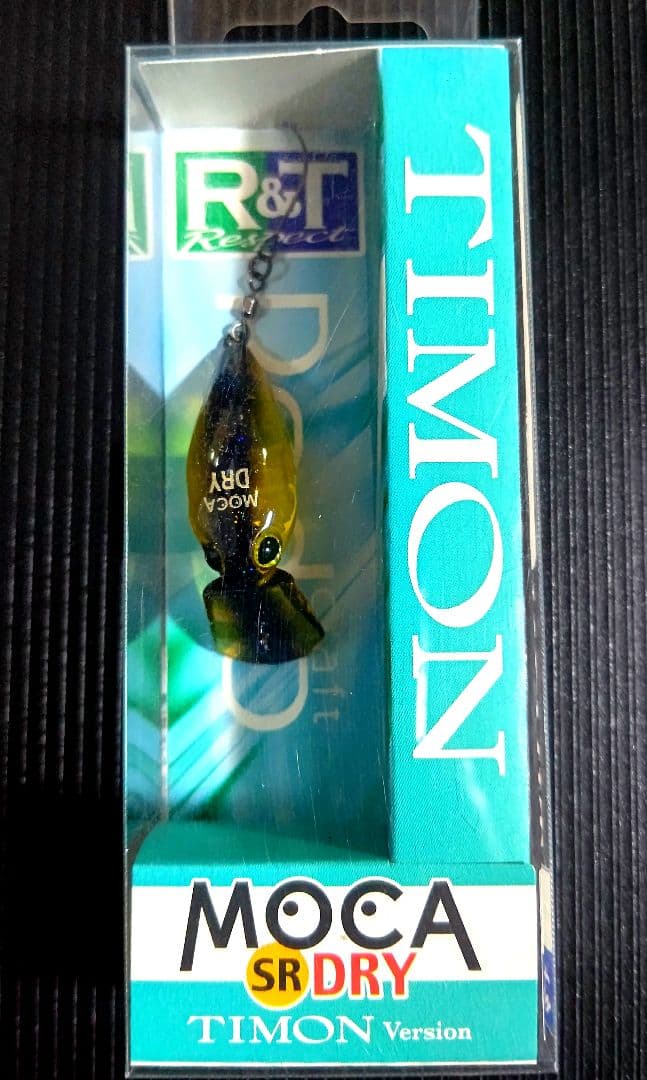 R&T
Respect
TIMON
MOCA
DRY
MOCA
SR DRY
TIMON Version